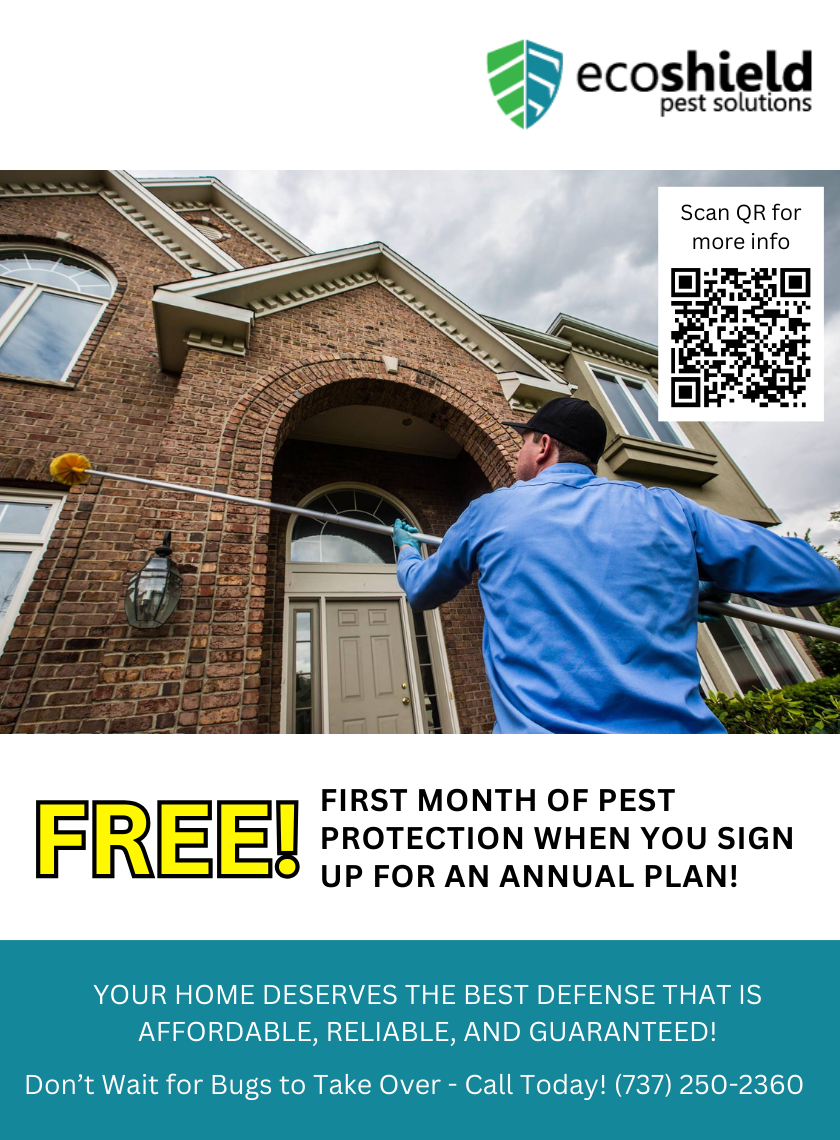 ecoshield
pest solutions
Scan QR for
more info
FREE!
FIRST MONTH OF PEST
PROTECTION WHEN YOU SIGN
UP FOR AN ANNUAL PLAN!
YOUR HOME DESERVES THE BEST DEFENSE THAT IS
AFFORDABLE, RELIABLE, AND GUARANTEED!
Don’t Wait for Bugs to Take Over - Call Today! (737) 250-2360